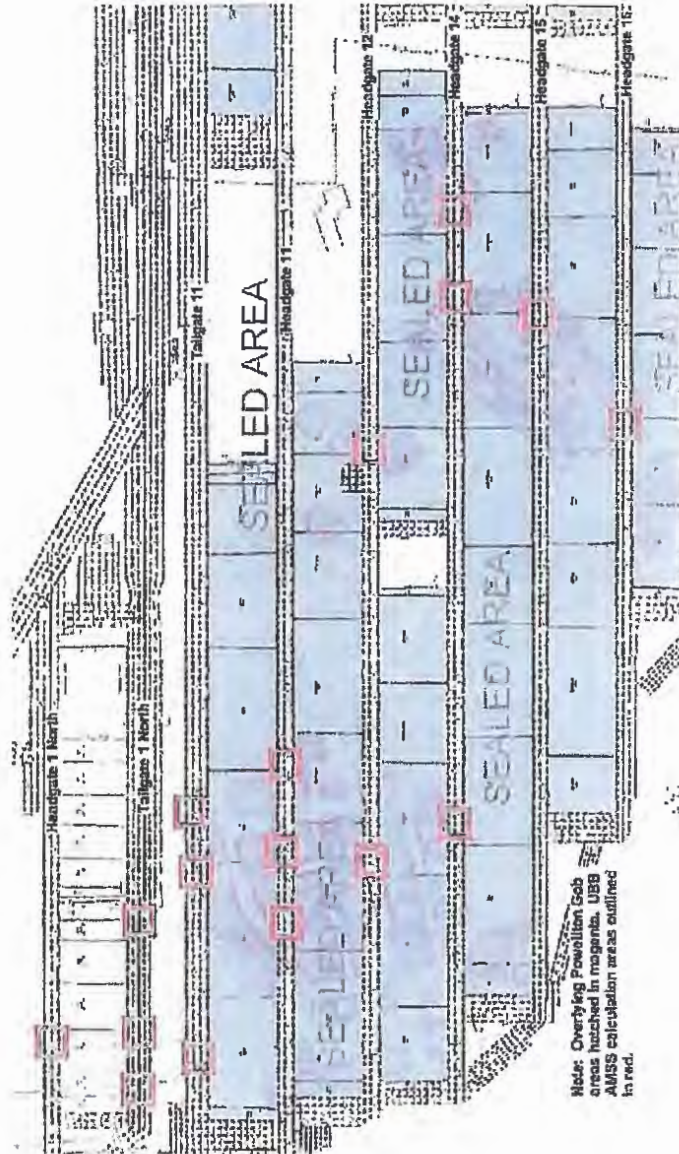 Headgate 1 North
Tailgate 1 North
Tailgate 11
SEALED AREA
Headgate 11
SEALED AREA
Headgate 12
SEALED AREA
Headgate 14
SEALED AREA
Headgate 15
Headgate 16
SEALED AREA
Note: Overlying Powellton Gob
areas hatched in magenta. UBB
AMSS calculation areas outlined
in red.